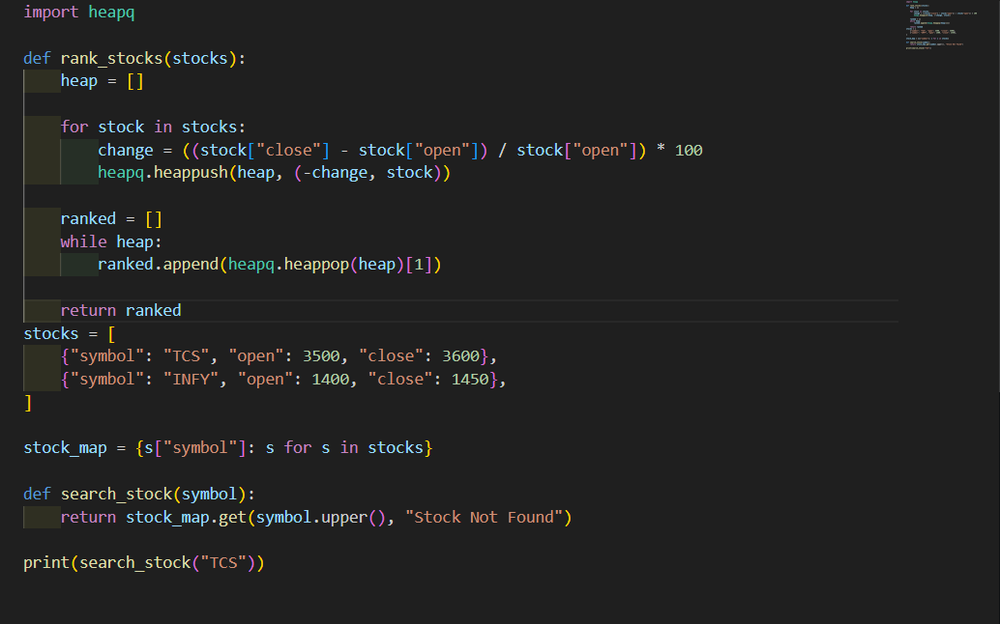 import heapq
def rank_stocks(stocks):
    heap = []
    for stock in stocks:
        change = ((stock["close"] - stock["open"]) / stock["open"]) * 100
        heapq.heappush(heap, (-change, stock))
    ranked = []
    while heap:
        ranked.append(heapq.heappop(heap)[1])
    return ranked
stocks = [
    {"symbol": "TCS", "open": 3500, "close": 3600},
    {"symbol": "INFY", "open": 1400, "close": 1450},
]
stock_map = {s["symbol"]: s for s in stocks}
def search_stock(symbol):
    return stock_map.get(symbol.upper(), "Stock Not Found")
print(search_stock("TCS"))